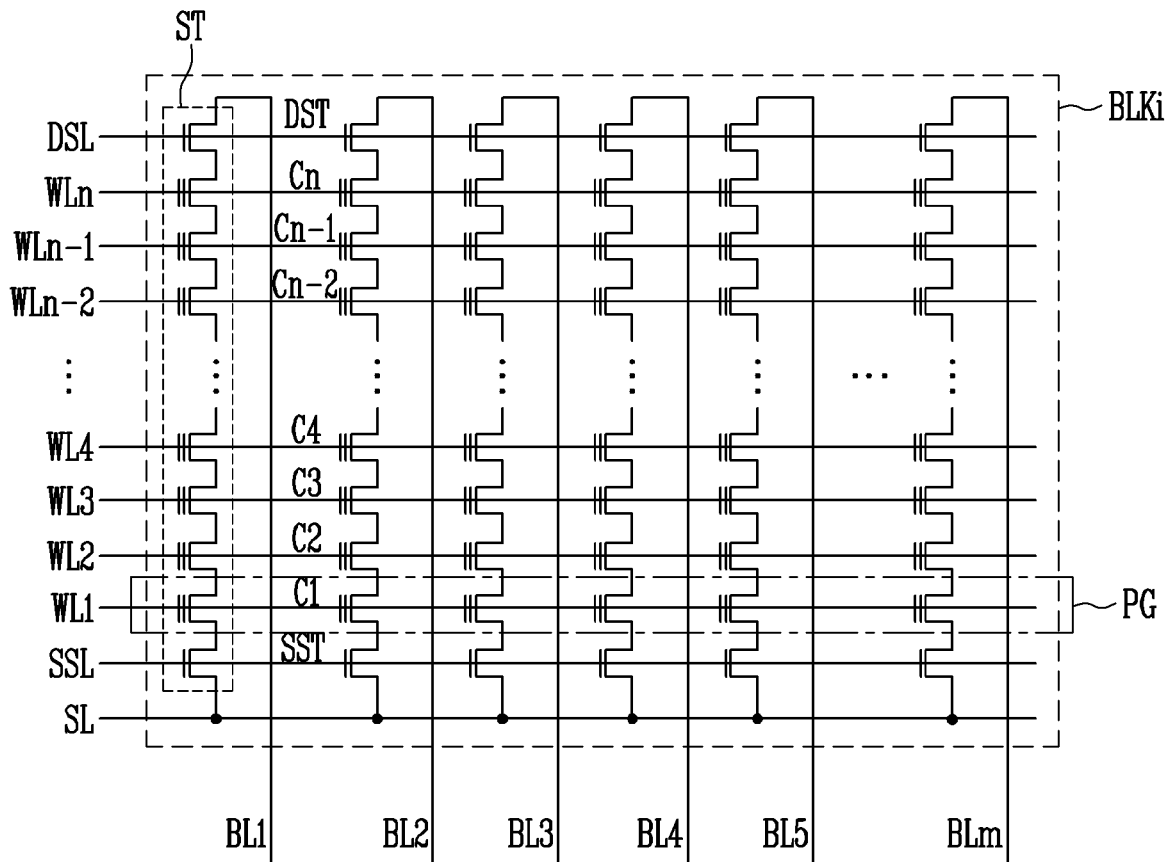 ST
BLKi
DSL DST
WLn Cn
WLn-1 Cn-1
WLn-2 Cn-2
WL4 C4
WL3 C3
WL2 C2
WL1 C1 PG
SSL SST
SL
BL1 BL2 BL3 BL4 BL5 BLm